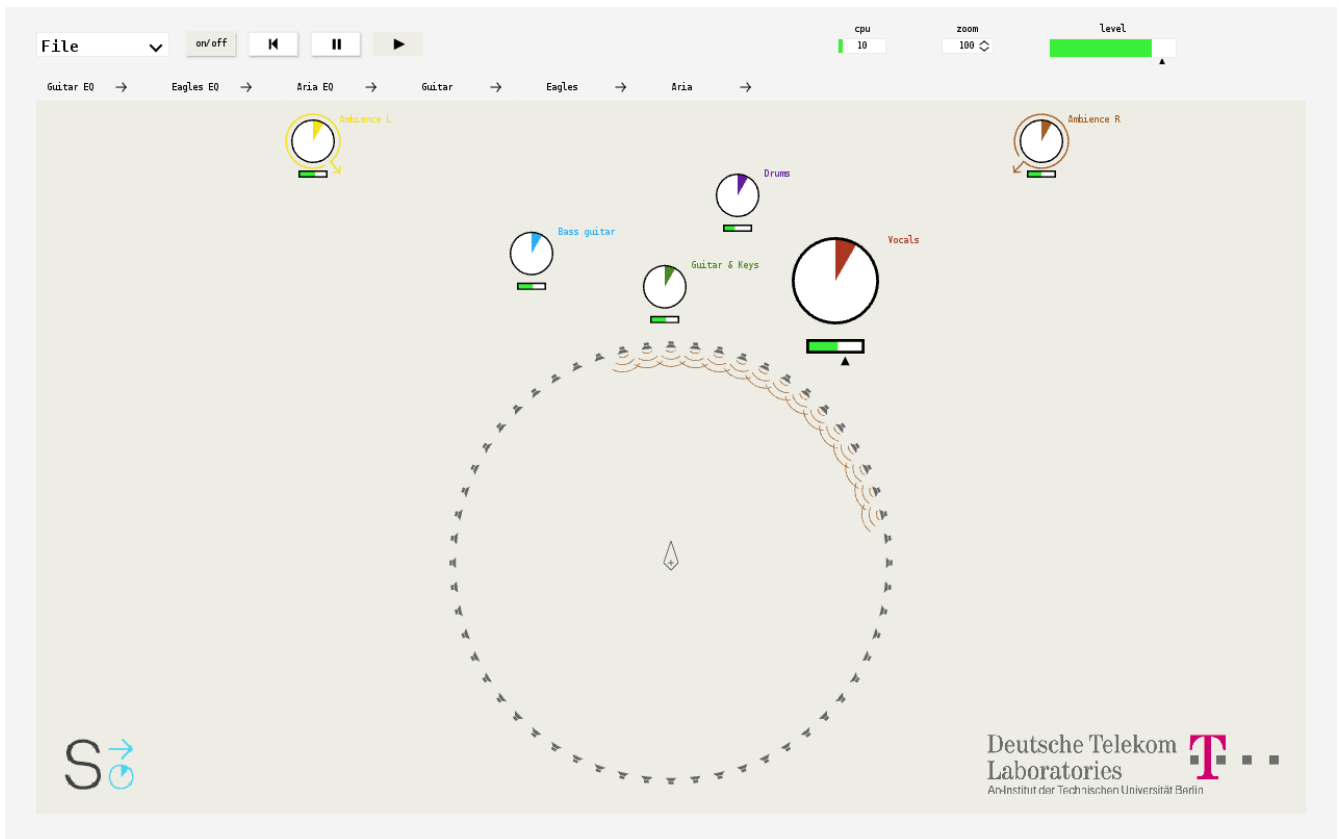 File
on/off
cpu
10
zoom
100
level
Guitar EQ
Eagles EQ
Aria EQ
Guitar
Eagles
Aria
Ambience L
Ambience R
Drums
Bass guitar
Vocals
Guitar & Keys
S
Deutsche Telekom
Laboratories
An-Institut der Technischen Universität Berlin
T